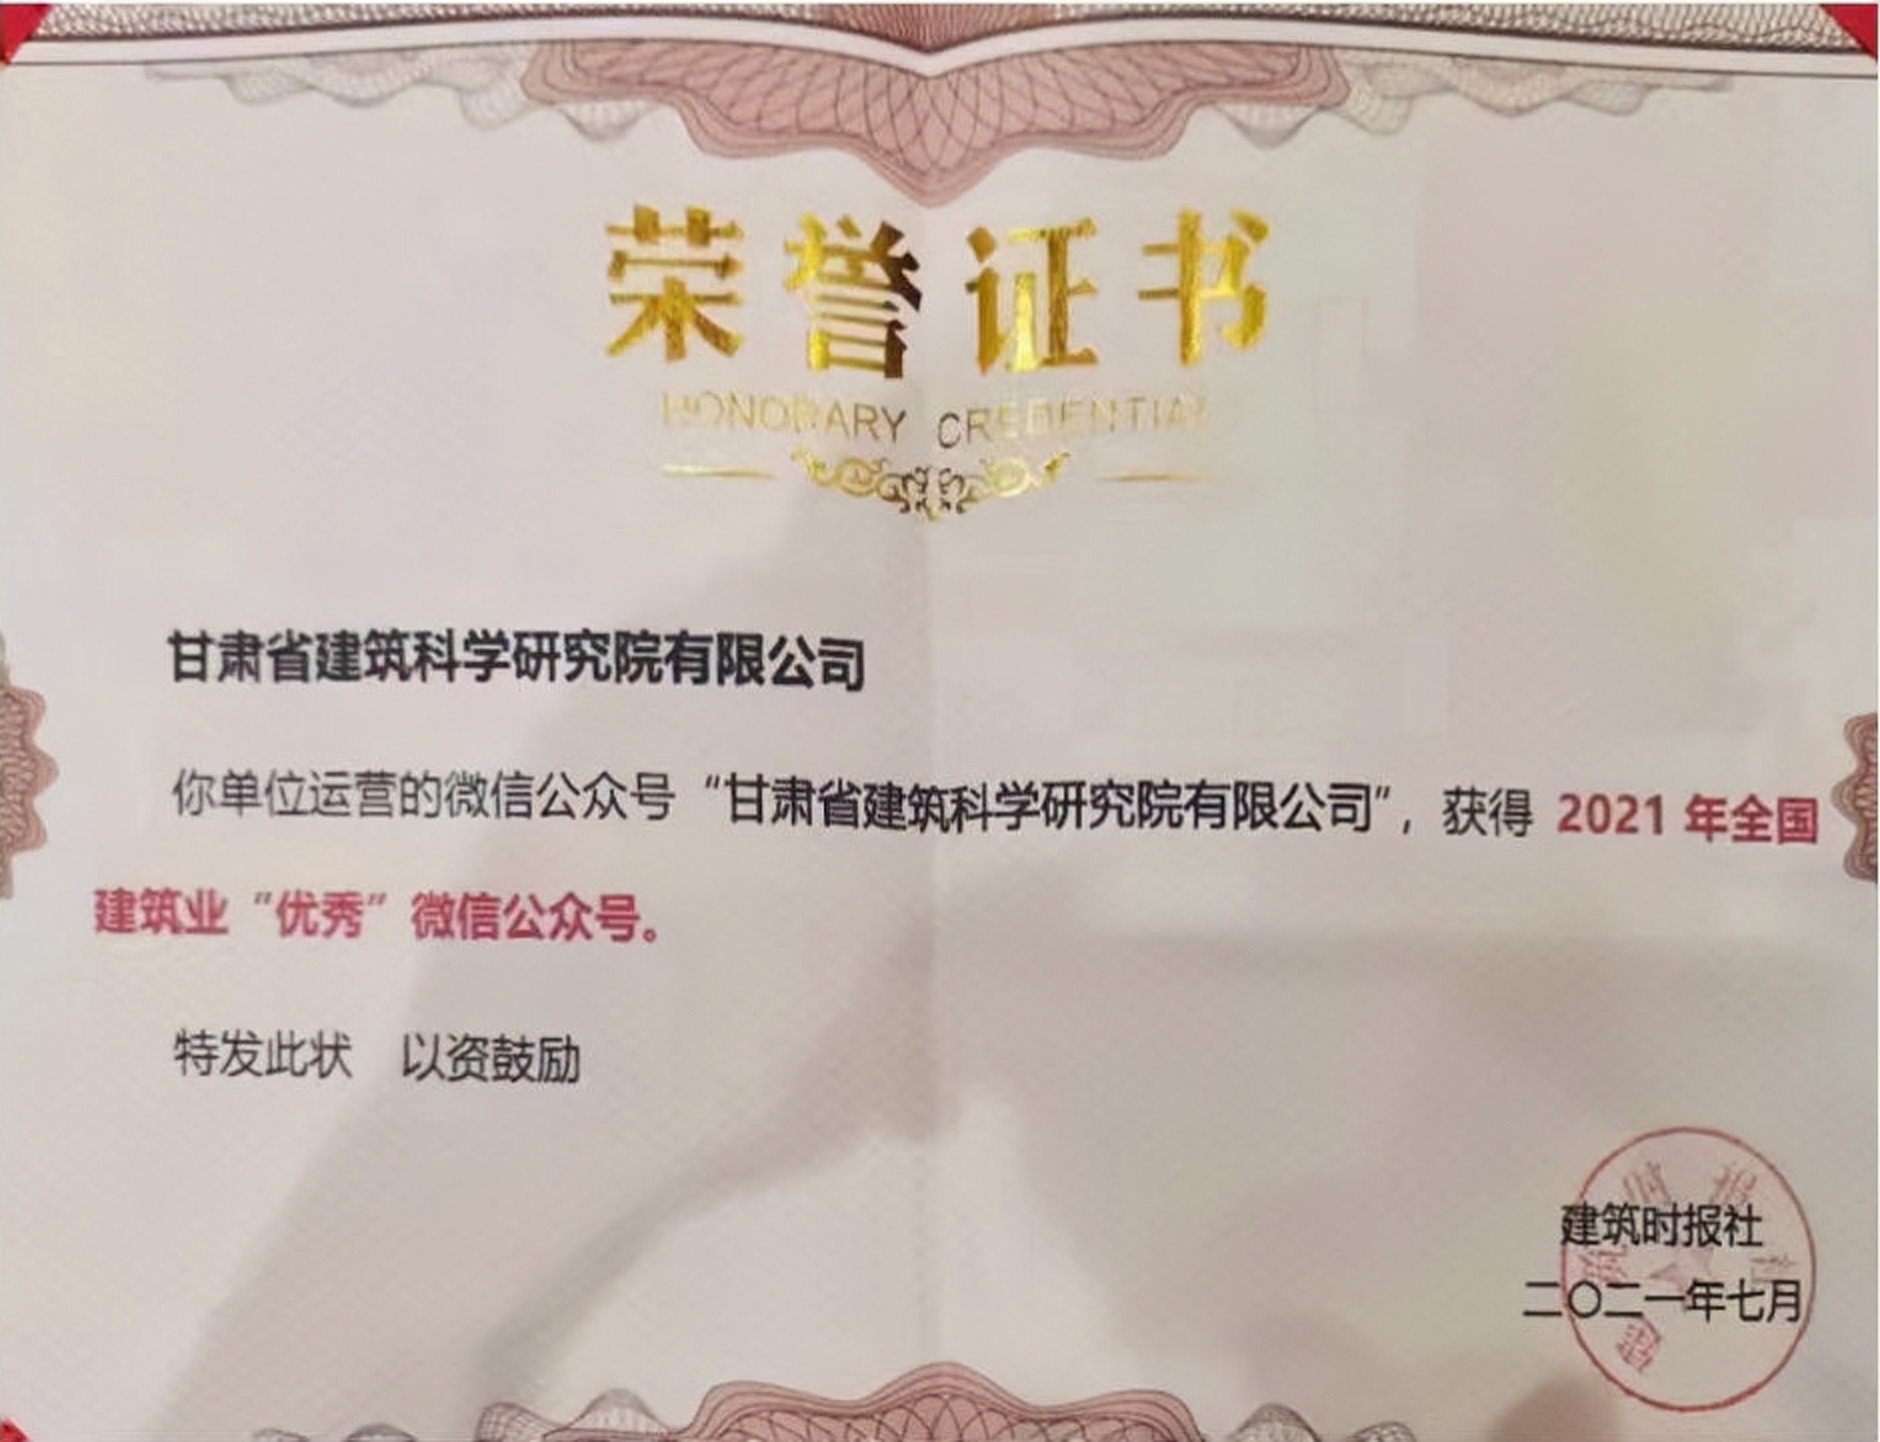 荣誉证书
HONORARY CREDENTIAL
甘肃省建筑科学研究院有限公司
你单位运营的微信公众号“甘肃省建筑科学研究院有限公司”，获得 2021 年全国
建筑业“优秀”微信公众号。
特发此状 以资鼓励
建筑时报社
二〇二一年七月